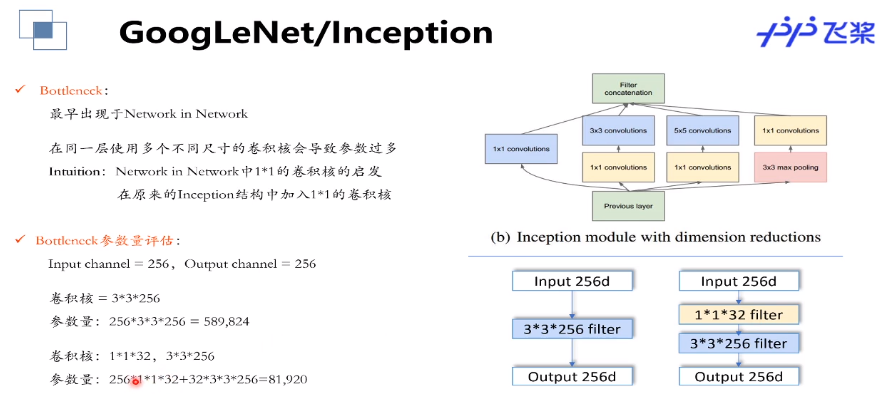 GoogLeNet/Inception
飞桨
✓ Bottleneck：
最早出现于Network in Network
在同一层使用多个不同尺寸的卷积核会导致参数过多
Intuition：Network in Network中1*1的卷积核的启发
在原来的Inception结构中加入1*1的卷积核
✓ Bottleneck参数量评估：
Input channel = 256，Output channel = 256
卷积核 = 3*3*256
参数量：256*3*3*256 = 589,824
卷积核：1*1*32，3*3*256
参数量：256*1*1*32+32*3*3*256=81,920
Filter
concatenation
1x1 convolutions
3x3 convolutions
5x5 convolutions
1x1 convolutions
1x1 convolutions
1x1 convolutions
3x3 max pooling
Previous layer
(b) Inception module with dimension reductions
Input 256d
3*3*256 filter
Output 256d
Input 256d
1*1*32 filter
3*3*256 filter
Output 256d